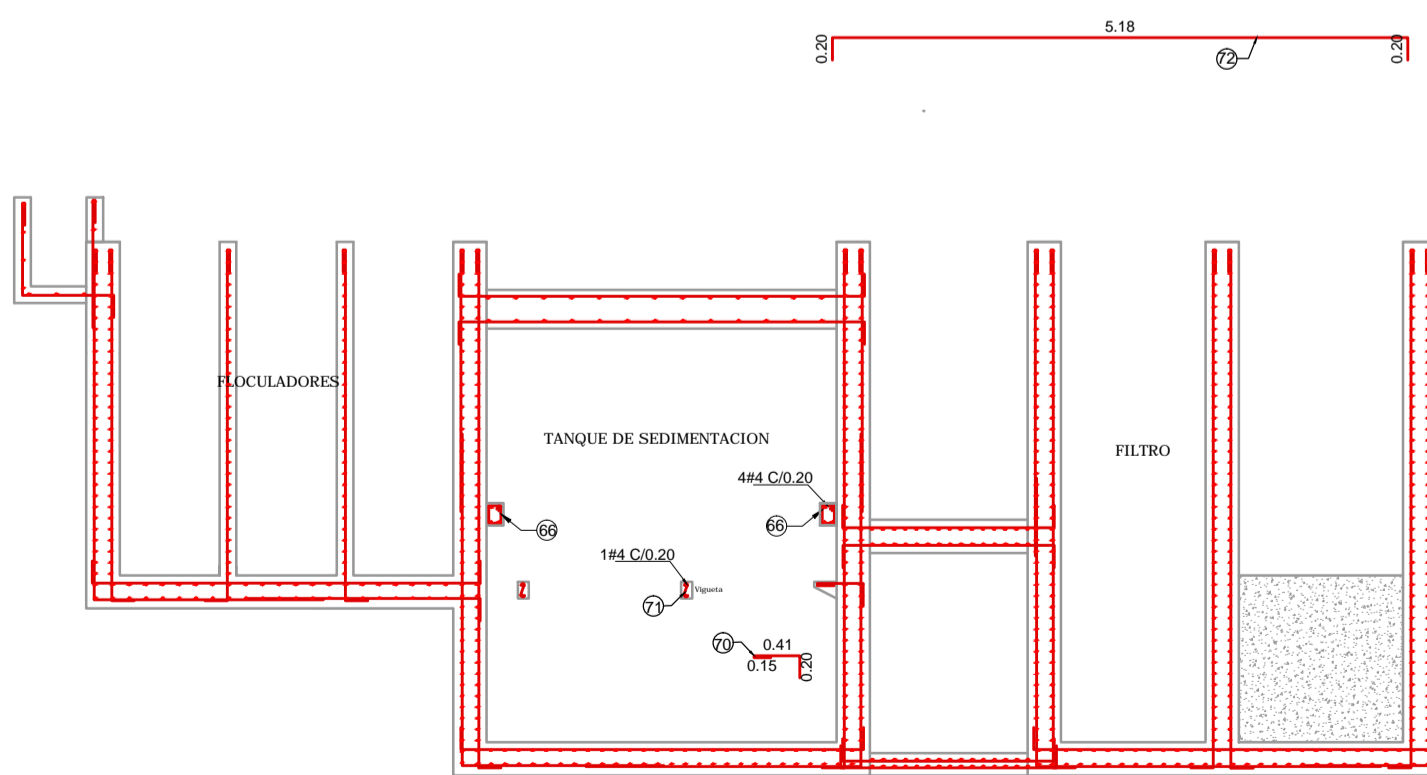 5.18
0.20
0.20
72
FLOCULADORES
TANQUE DE SEDIMENTACION
FILTRO
4#4 C/0.20
66
66
1#4 C/0.20
Vigueta
71
70
0.41
0.15
0.20